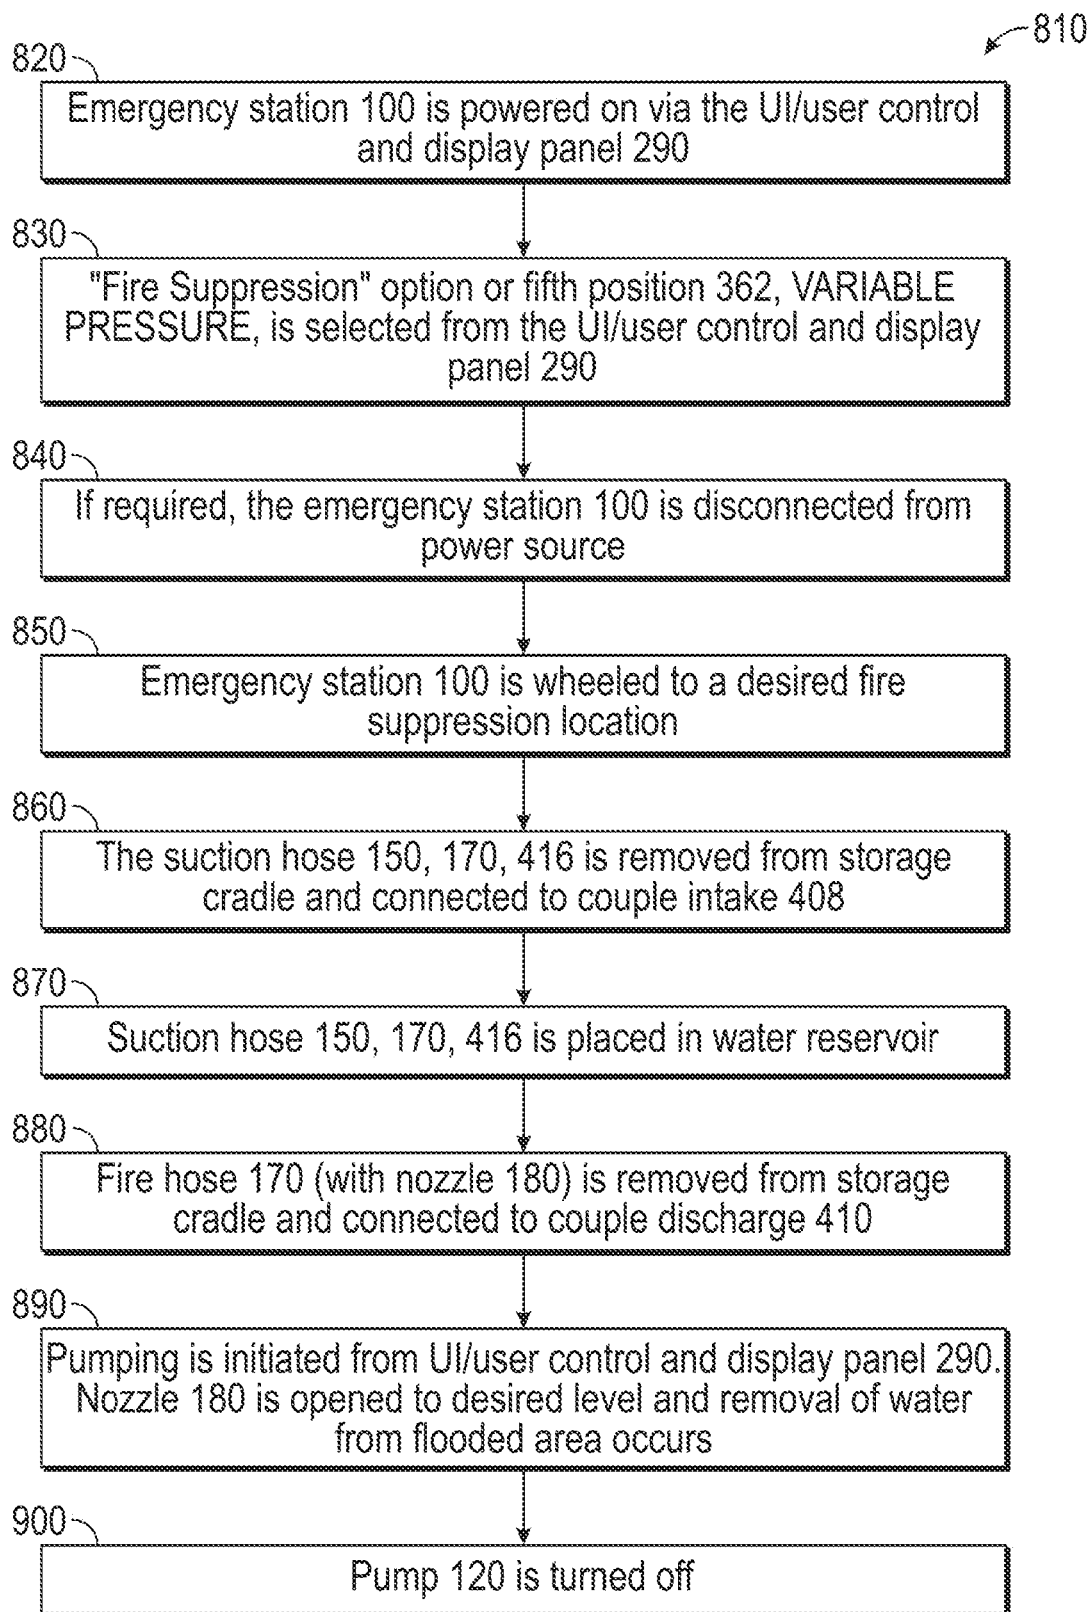 810
820
Emergency station 100 is powered on via the UI/user control
and display panel 290
830
"Fire Suppression" option or fifth position 362, VARIABLE
PRESSURE, is selected from the UI/user control and display
panel 290
840
If required, the emergency station 100 is disconnected from
power source
850
Emergency station 100 is wheeled to a desired fire
suppression location
860
The suction hose 150, 170, 416 is removed from storage
cradle and connected to couple intake 408
870
Suction hose 150, 170, 416 is placed in water reservoir
880
Fire hose 170 (with nozzle 180) is removed from storage
cradle and connected to couple discharge 410
890
Pumping is initiated from UI/user control and display panel 290.
Nozzle 180 is opened to desired level and removal of water
from flooded area occurs
900
Pump 120 is turned off